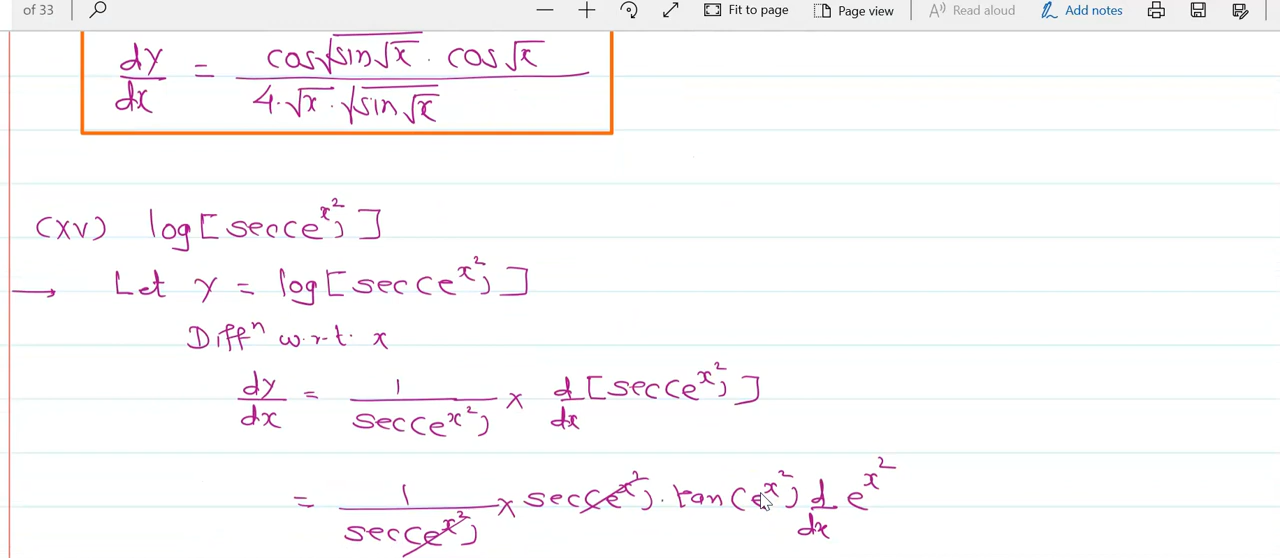 of 33 Fit to page Page view Read aloud Add notes
dy/dx = cos√(sin√x) · cos√x / 4·√x·√(sin√x)
(xv) log[sec(e^x²)]
→ Let y = log[sec(e^x²)]
Diffⁿ w.r.t. x
dy/dx = 1/sec(e^x²) × d/dx [sec(e^x²)]
= 1/sec(e^x²) × sec(e^x²) · tan(e^x²) d/dx e^x²